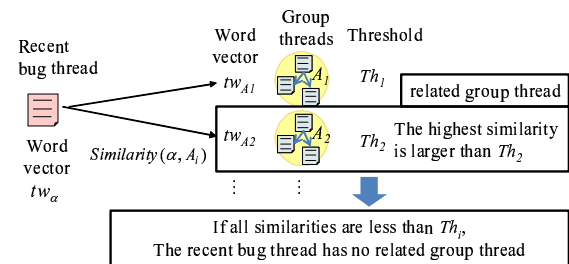 Recent
bug thread
Word
vector
tw_α
Similarity(α, A_i)
Word
vector
Group
threads
Threshold
tw_A1
A_1
Th_1
related group thread
tw_A2
A_2
Th_2
The highest similarity
is larger than Th_2
⋮ ⋮
If all similarities are less than Th_i,
The recent bug thread has no related group thread